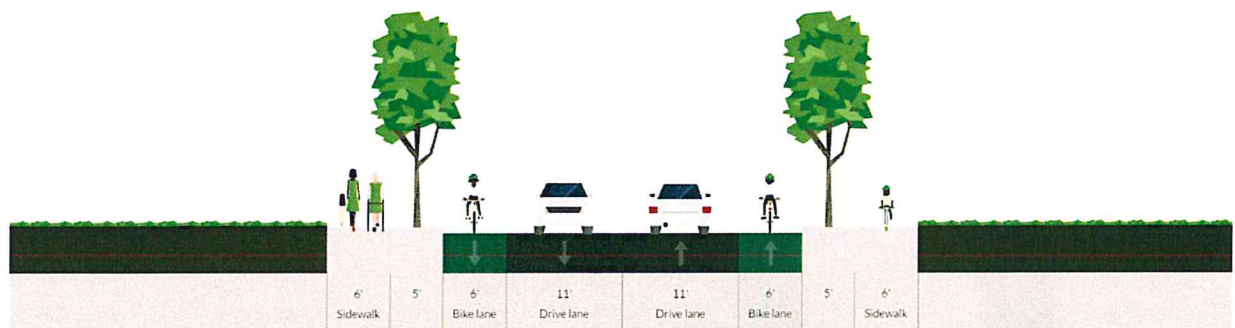 6' 5' 6' 11' 11' 6' 5' 6'
Sidewalk Bike lane Drive lane Drive lane Bike lane Sidewalk